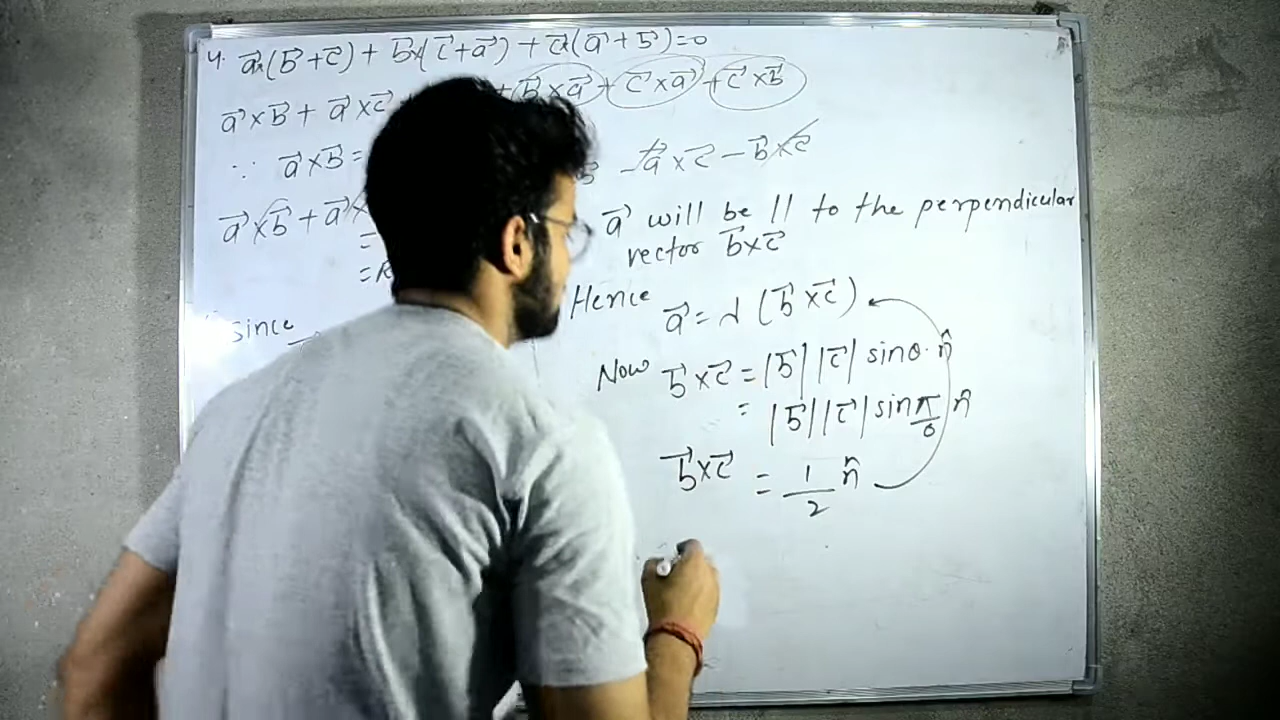 4. a⃗×(b⃗+c⃗) + b⃗×(c⃗+a⃗) + c⃗×(a⃗+b⃗)=0
a⃗×b⃗ + a⃗×c⃗ + b⃗×a⃗ + c⃗×a⃗ + c⃗×b⃗
∵ a⃗×b⃗ = - a⃗×c⃗ - b⃗×c⃗
a⃗×b⃗ + a⃗×
=
=R
since
a⃗ will be || to the perpendicular
vector b⃗×c⃗
Hence a⃗ = λ (b⃗×c⃗)
Now b⃗×c⃗ = |b⃗| |c⃗| sinθ. n̂
= |b⃗| |c⃗| sin π/6 n̂
b⃗×c⃗ = 1/2 n̂